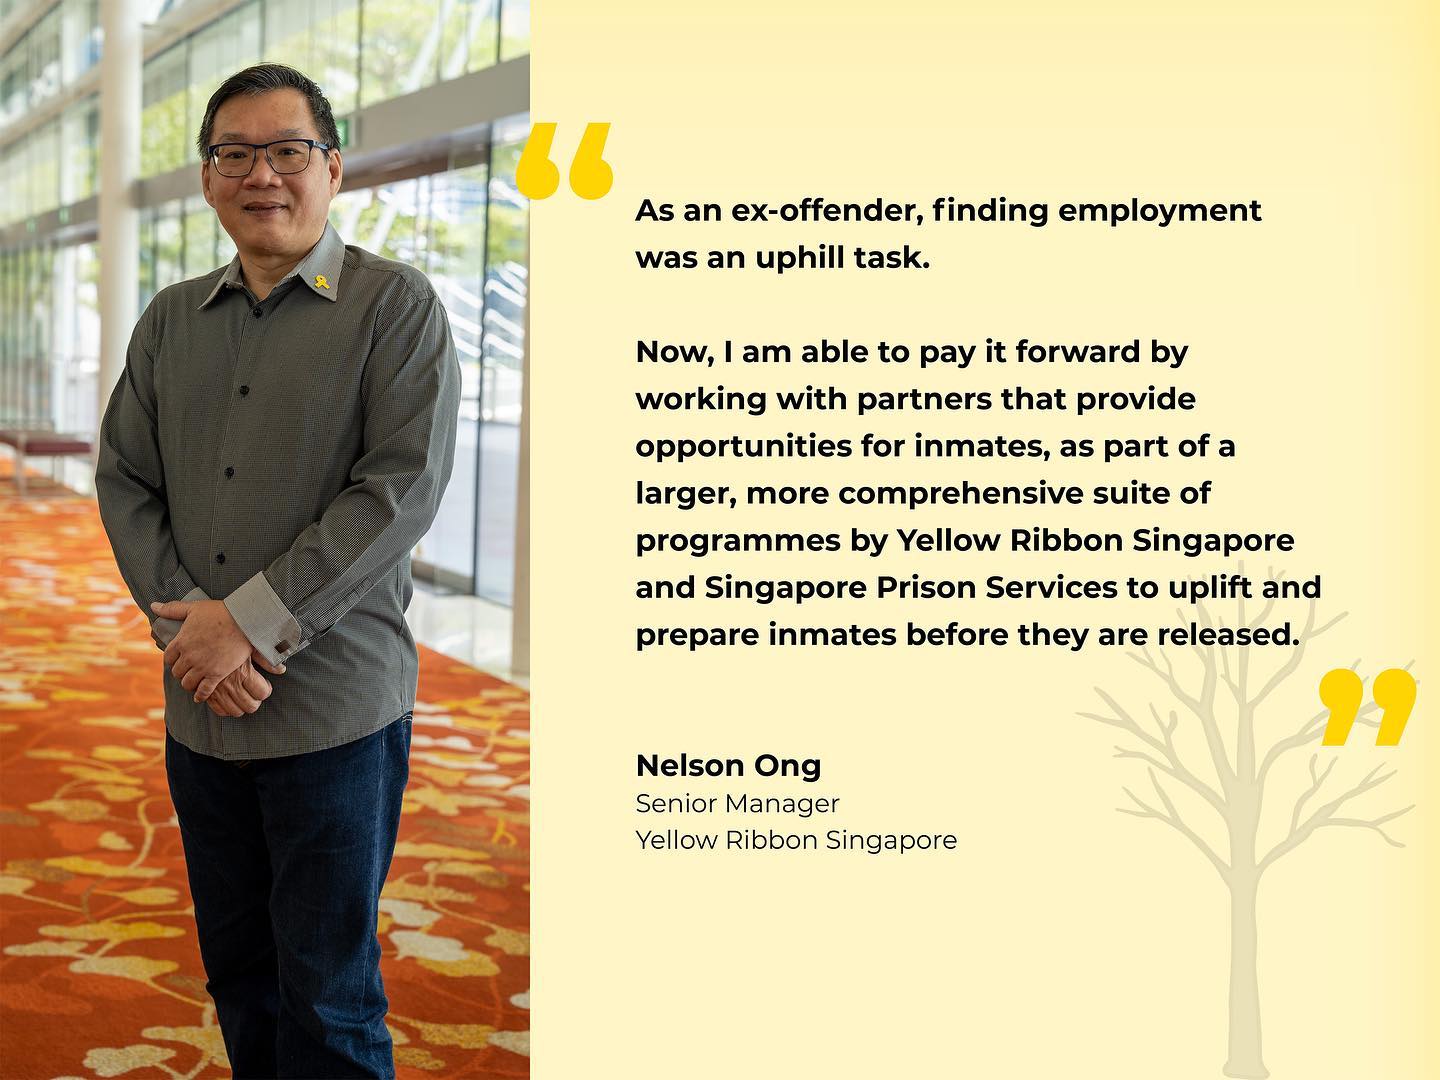 As an ex-offender, finding employment
was an uphill task.
Now, I am able to pay it forward by
working with partners that provide
opportunities for inmates, as part of a
larger, more comprehensive suite of
programmes by Yellow Ribbon Singapore
and Singapore Prison Services to uplift and
prepare inmates before they are released.
Nelson Ong
Senior Manager
Yellow Ribbon Singapore